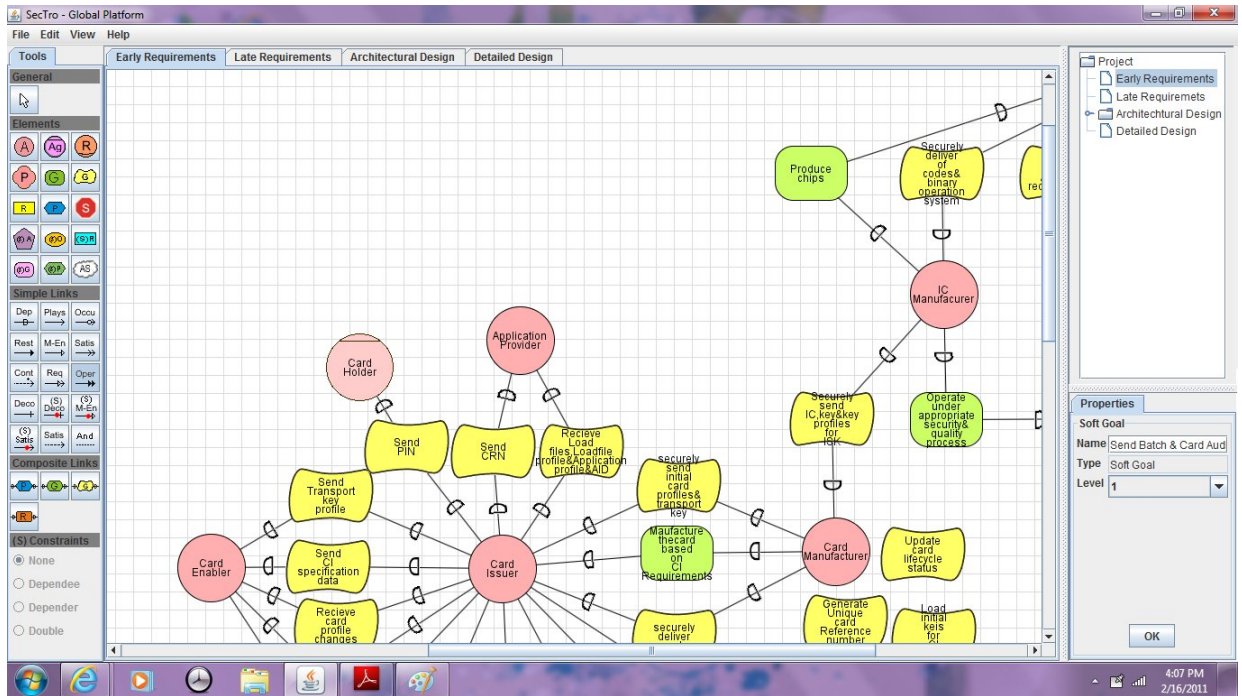 SecTro - Global Platform
File Edit View Help
Tools
General
Elements
A
Ag
R
P
G
G
R
P
S
Simple Links
Dep
Plays
Occu
Rest
M-En
Satis
Cont
Req
Oper
Deco
(S)
Deco
(S)
M-En
(S)
Satis
Satis
And
Composite Links
P
G
G
R
(S) Constraints
None
Dependee
Depender
Double
Early Requirements
Late Requirements
Architectural Design
Detailed Design
Produce
chips
Securely
deliver
of
codes&
binary
operation
system
IC
Manufacurer
Application
Provider
Card
Holder
Securely
send
IC,key&key
profiles
for
ISK
Operate
under
appropriate
security&
quality
process
Send
PIN
Send
CRN
Recieve
Load
files,Loadfile
profile&Application
profile&AID
securely
send
initial
card
profiles&
transport
key
Send
Transport
key
profile
Maufacture
thecard
based
on
CI
Requirements
Card
Enabler
Send
CI
specification
data
Card
Issuer
Card
Manufacturer
Update
card
lifecycle
status
Recieve
card
profile
changes
securely
deliver
Generate
Unique
card
Reference
number
Load
initial
keis
for
Project
Early Requirements
Late Requiremets
Architechtural Design
Detailed Design
Properties
Soft Goal
Name Send Batch & Card Aud
Type Soft Goal
Level 1
OK
4:07 PM
2/16/2011